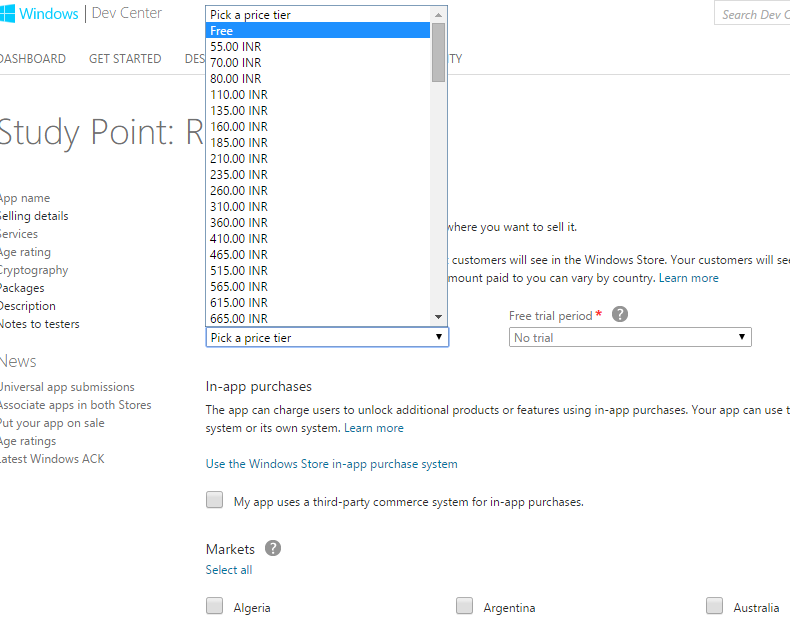 Windows | Dev Center
Search Dev C
DASHBOARD GET STARTED DES ITY
Study Point: R
App name
Selling details
Services
Age rating
Cryptography
Packages
Description
Notes to testers
News
Universal app submissions
Associate apps in both Stores
Put your app on sale
Age ratings
Latest Windows ACK
Pick a price tier
Free
55.00 INR
70.00 INR
80.00 INR
110.00 INR
135.00 INR
160.00 INR
185.00 INR
210.00 INR
235.00 INR
260.00 INR
310.00 INR
360.00 INR
410.00 INR
465.00 INR
515.00 INR
565.00 INR
615.00 INR
665.00 INR
Pick a price tier
where you want to sell it.
customers will see in the Windows Store. Your customers will see
mount paid to you can vary by country. Learn more
Free trial period * ?
No trial
In-app purchases
The app can charge users to unlock additional products or features using in-app purchases. Your app can use t
system or its own system. Learn more
Use the Windows Store in-app purchase system
My app uses a third-party commerce system for in-app purchases.
Markets ?
Select all
Algeria Argentina Australia